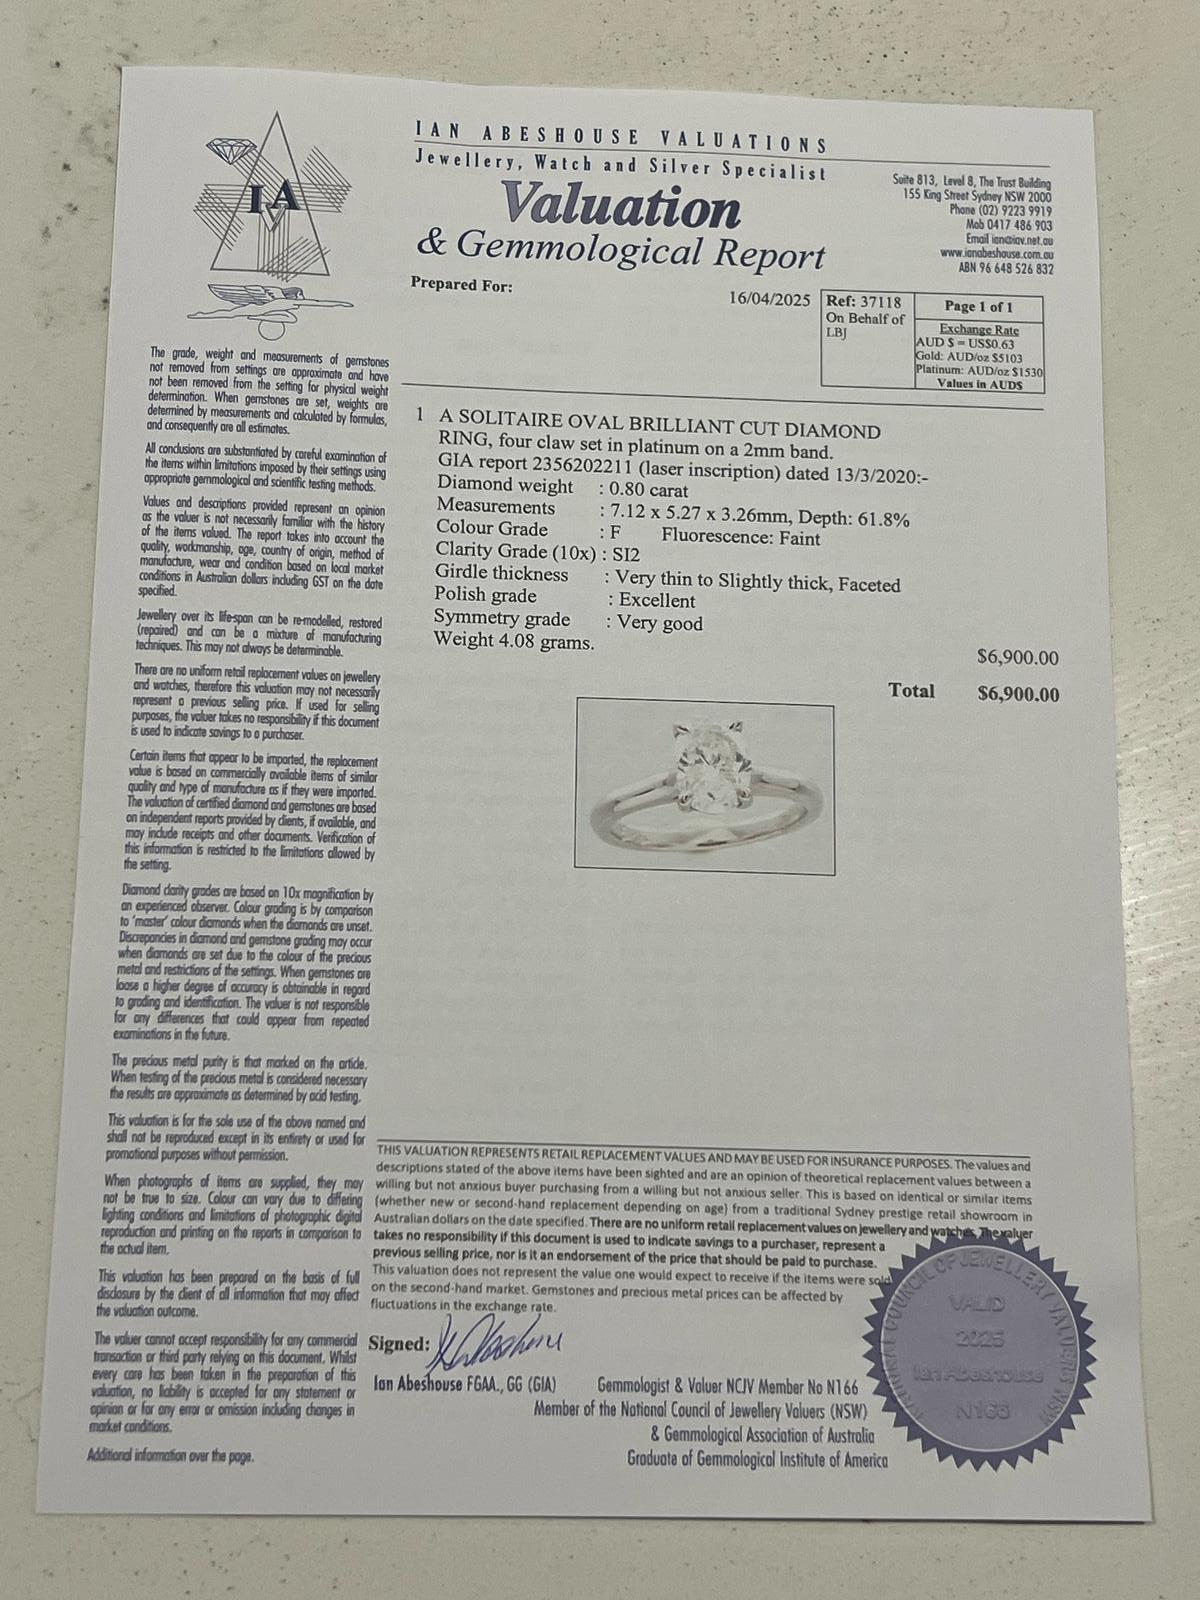 IAN ABESHOUSE VALUATIONS
Jewellery, Watch and Silver Specialist
Valuation
& Gemmological Report
IVA
Suite 813, Level 8, The Trust Building
155 King Street Sydney NSW 2000
Phone (02) 9223 9919
Mob 0417 486 903
Email ian@iav.net.au
www.ianabeshouse.com.au
ABN 96 648 526 832
Prepared For:
16/04/2025
Ref: 37118
On Behalf of
LBJ
Page 1 of 1
Exchange Rate
AUD $ = US$0.63
Gold: AUD/oz $5103
Platinum: AUD/oz $1530
Values in AUD$
The grade, weight and measurements of gemstones
not removed from settings are approximate and have
not been removed from the setting for physical weight
determination. When gemstones are set, weights are
determined by measurements and calculated by formulas,
and consequently are all estimates.
All conclusions are substantiated by careful examination of
the items within limitations imposed by their settings using
appropriate gemmological and scientific testing methods.
Values and descriptions provided represent an opinion
as the valuer is not necessarily familiar with the history
of the items valued. The report takes into account the
quality, workmanship, age, country of origin, method of
manufacture, wear and condition based on local market
conditions in Australian dollars including GST on the date
specified.
Jewellery over its life-span can be re-modelled, restored
(repaired) and can be a mixture of manufacturing
techniques. This may not always be determinable.
There are no uniform retail replacement values on jewellery
and watches, therefore this valuation may not necessarily
represent a previous selling price. If used for selling
purposes, the valuer takes no responsibility if this document
is used to indicate savings to a purchaser.
Certain items that appear to be imported, the replacement
value is based on commercially available items of similar
quality and type of manufacture as if they were imported.
The valuation of certified diamond and gemstones are based
on independent reports provided by clients, if available, and
may include receipts and other documents. Verification of
this information is restricted to the limitations allowed by
the setting.
Diamond clarity grades are based on 10x magnification by
an experienced observer. Colour grading is by comparison
to 'master' colour diamonds when the diamonds are unset.
Discrepancies in diamond and gemstone grading may occur
when diamonds are set due to the colour of the precious
metal and restrictions of the settings. When gemstones are
loose a higher degree of accuracy is obtainable in regard
to grading and identification. The valuer is not responsible
for any differences that could appear from repeated
examinations in the future.
The precious metal purity is that marked on the article.
When testing of the precious metal is considered necessary
the results are approximate as determined by acid testing.
This valuation is for the sole use of the above named and
shall not be reproduced except in its entirety or used for
promotional purposes without permission.
When photographs of items are supplied, they may
not be true to size. Colour can vary due to differing
lighting conditions and limitations of photographic digital
reproduction and printing on the reports in comparison to
the actual item.
This valuation has been prepared on the basis of full
disclosure by the client of all information that may affect
the valuation outcome.
The valuer cannot accept responsibility for any commercial
transaction or third party relying on this document. Whilst
every care has been taken in the preparation of this
valuation, no liability is accepted for any statement or
opinion or for any error or omission including changes in
market conditions.
Additional information over the page.
1 A SOLITAIRE OVAL BRILLIANT CUT DIAMOND
RING, four claw set in platinum on a 2mm band.
GIA report 2356202211 (laser inscription) dated 13/3/2020:-
Diamond weight : 0.80 carat
Measurements : 7.12 x 5.27 x 3.26mm, Depth: 61.8%
Colour Grade : F Fluorescence: Faint
Clarity Grade (10x) : SI2
Girdle thickness : Very thin to Slightly thick, Faceted
Polish grade : Excellent
Symmetry grade : Very good
Weight 4.08 grams.
$6,900.00
Total $6,900.00
THIS VALUATION REPRESENTS RETAIL REPLACEMENT VALUES AND MAY BE USED FOR INSURANCE PURPOSES. The values and
descriptions stated of the above items have been sighted and are an opinion of theoretical replacement values between a
willing but not anxious buyer purchasing from a willing but not anxious seller. This is based on identical or similar items
(whether new or second-hand replacement depending on age) from a traditional Sydney prestige retail showroom in
Australian dollars on the date specified. There are no uniform retail replacement values on jewellery and watches. The valuer
takes no responsibility if this document is used to indicate savings to a purchaser, represent a
previous selling price, nor is it an endorsement of the price that should be paid to purchase.
This valuation does not represent the value one would expect to receive if the items were sold
on the second-hand market. Gemstones and precious metal prices can be affected by
fluctuations in the exchange rate.
Signed:
Ian Abeshouse FGAA., GG (GIA)
Gemmologist & Valuer NCJV Member No N166
Member of the National Council of Jewellery Valuers (NSW)
& Gemmological Association of Australia
Graduate of Gemmological Institute of America
NATIONAL COUNCIL OF JEWELLERY VALUERS NSW
VALID
2025
Ian Abeshouse
N166